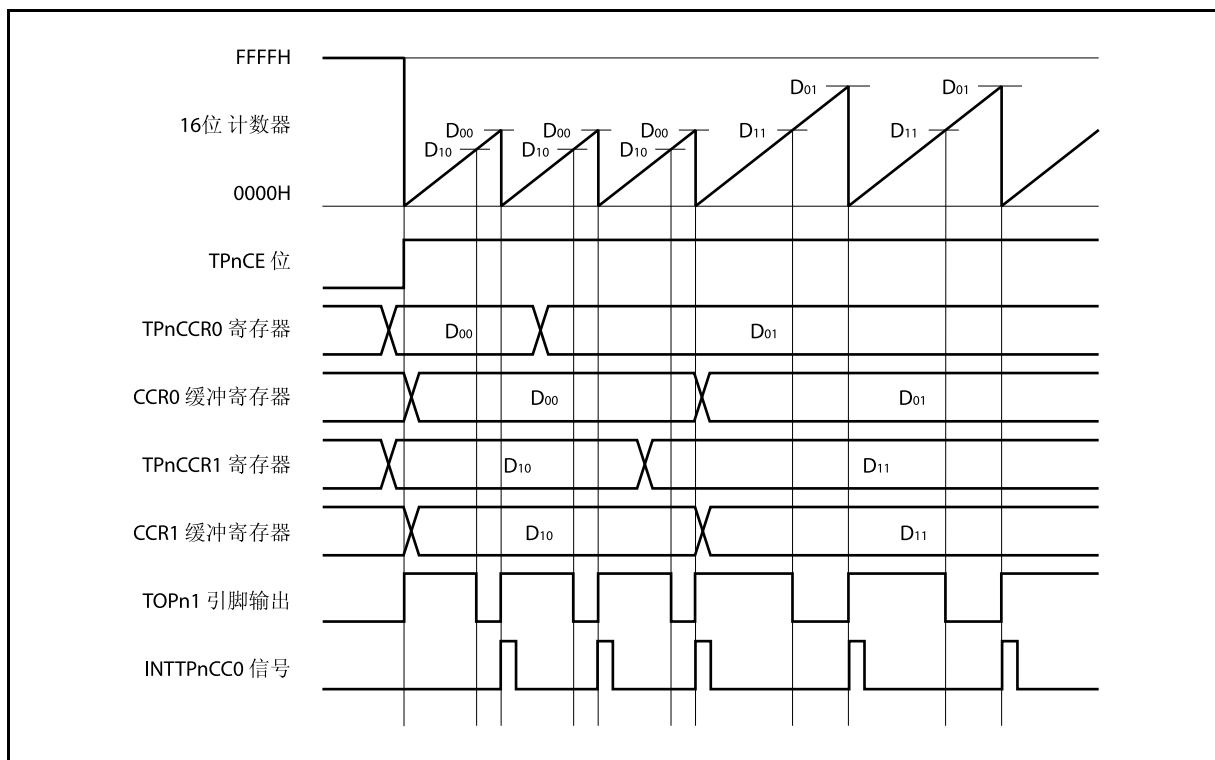 FFFFH
D01 D01
16位 计数器
D00 D00 D00 D11 D11
D10 D10 D10
0000H
TPnCE 位
TPnCCR0 寄存器
D00 D01
CCR0 缓冲寄存器
D00 D01
TPnCCR1 寄存器
D10 D11
CCR1 缓冲寄存器
D10 D11
TOPn1 引脚输出
INTTPnCC0 信号